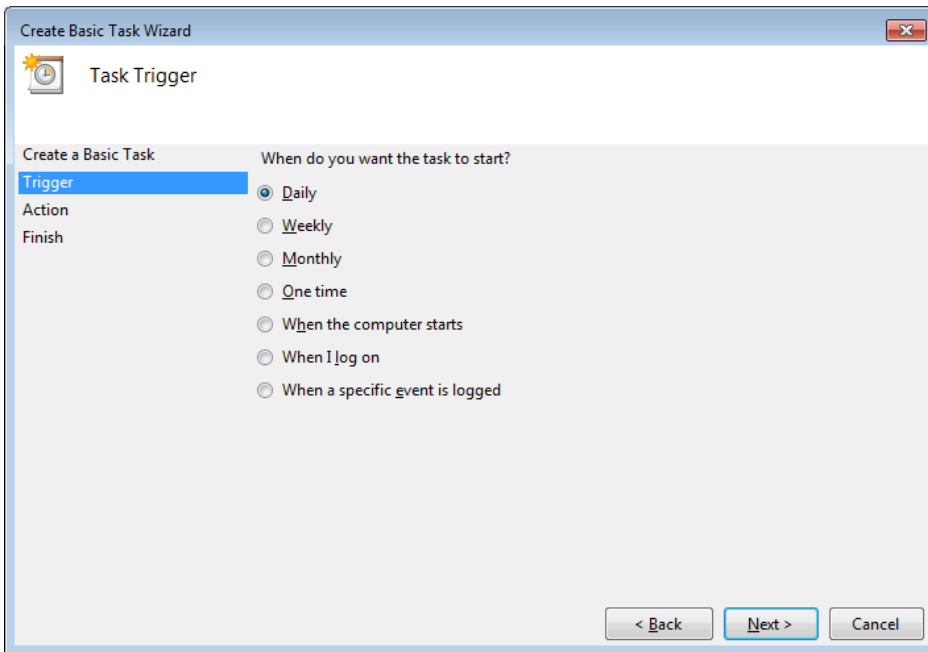 Create Basic Task Wizard
Task Trigger
Create a Basic Task
Trigger
Action
Finish
When do you want the task to start?
Daily
Weekly
Monthly
One time
When the computer starts
When I log on
When a specific event is logged
< Back
Next >
Cancel